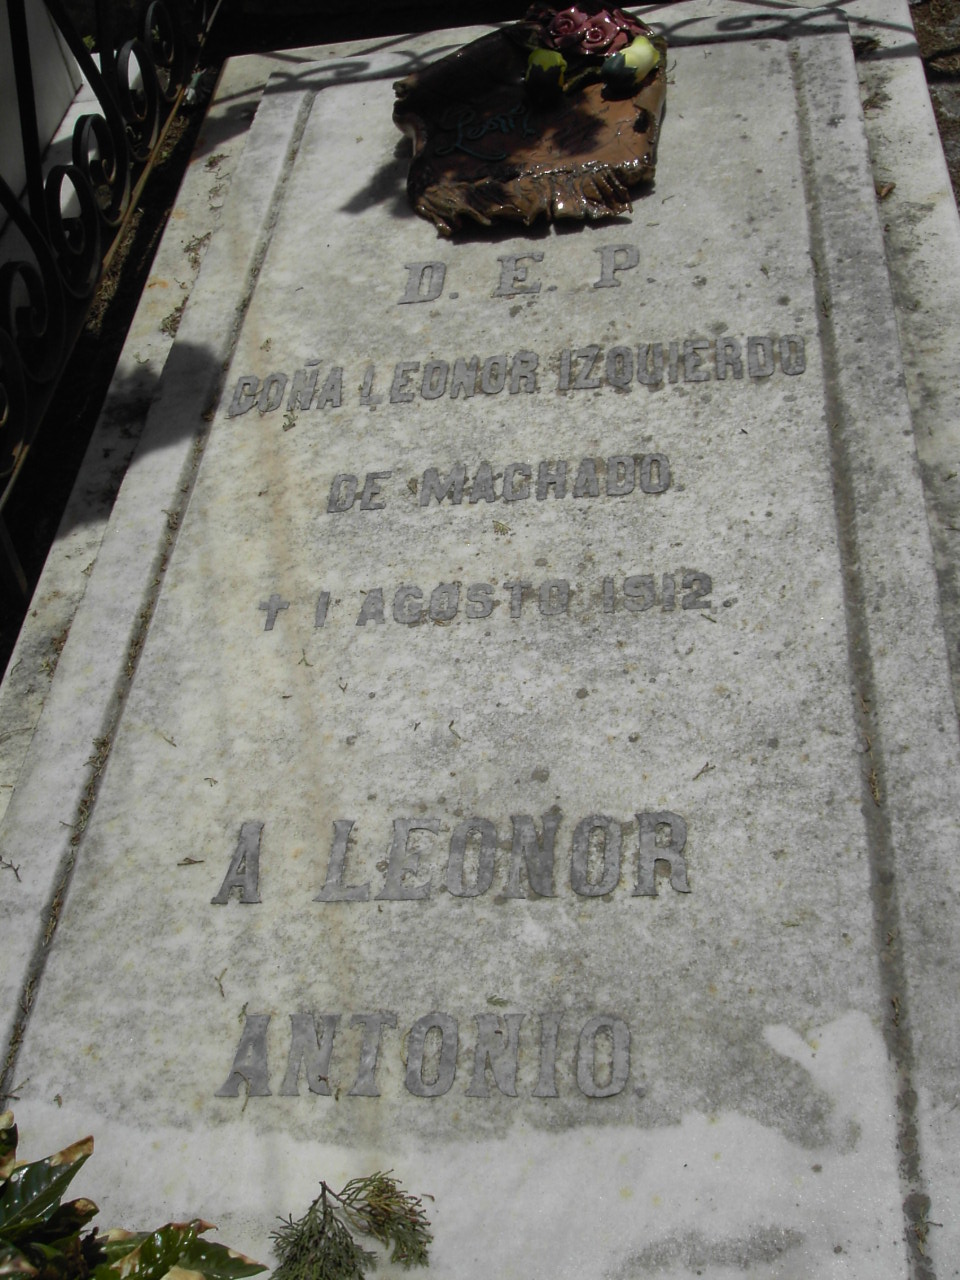 D. E. P
DOÑA LEONOR IZQUIERDO
DE MACHADO
† 1 AGOSTO 1912
A LEONOR
ANTONIO